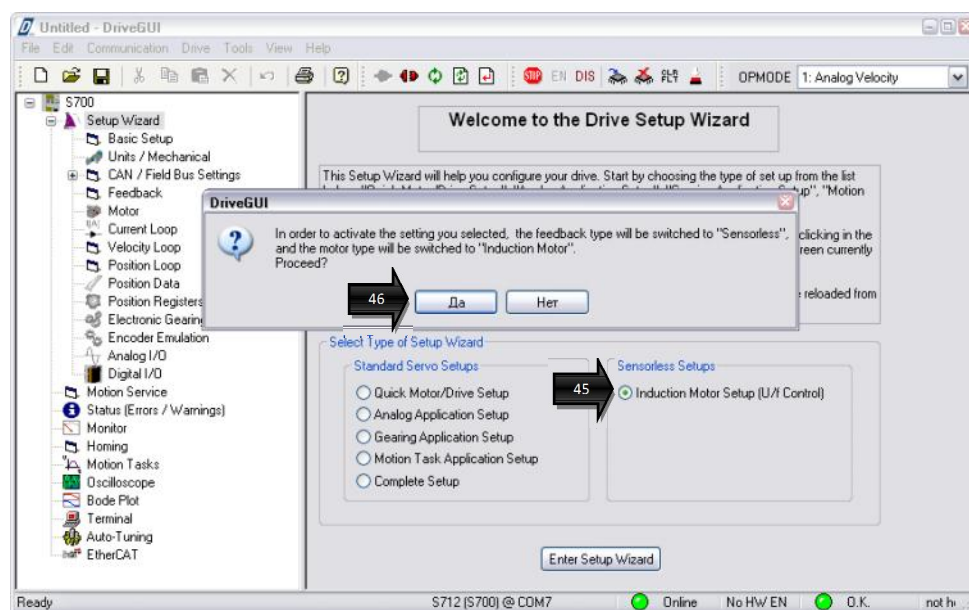 Untitled - DriveGUI
File Edit Communication Drive Tools View Help
STOP EN DIS OPMODE 1: Analog Velocity
S700
Setup Wizard
Basic Setup
Units / Mechanical
CAN / Field Bus Settings
Feedback
Motor
Current Loop
Velocity Loop
Position Loop
Position Data
Position Registers
Electronic Gearing
Encoder Emulation
Analog I/O
Digital I/O
Motion Service
Status (Errors / Warnings)
Monitor
Homing
Motion Tasks
Oscilloscope
Bode Plot
Terminal
Auto-Tuning
EtherCAT
Welcome to the Drive Setup Wizard
This Setup Wizard will help you configure your drive. Start by choosing the type of set up from the list
up", "Motion
clicking in the
reen currently
reloaded from
DriveGUI
In order to activate the setting you selected, the feedback type will be switched to "Sensorless",
and the motor type will be switched to "Induction Motor".
Proceed?
46
Да Нет
Select Type of Setup Wizard
Standard Servo Setups
Quick Motor/Drive Setup
Analog Application Setup
Gearing Application Setup
Motion Task Application Setup
Complete Setup
Sensorless Setups
45
Induction Motor Setup (U/f Control)
Enter Setup Wizard
Ready S712 (S700) @ COM7 Online No HW EN O.K. not h